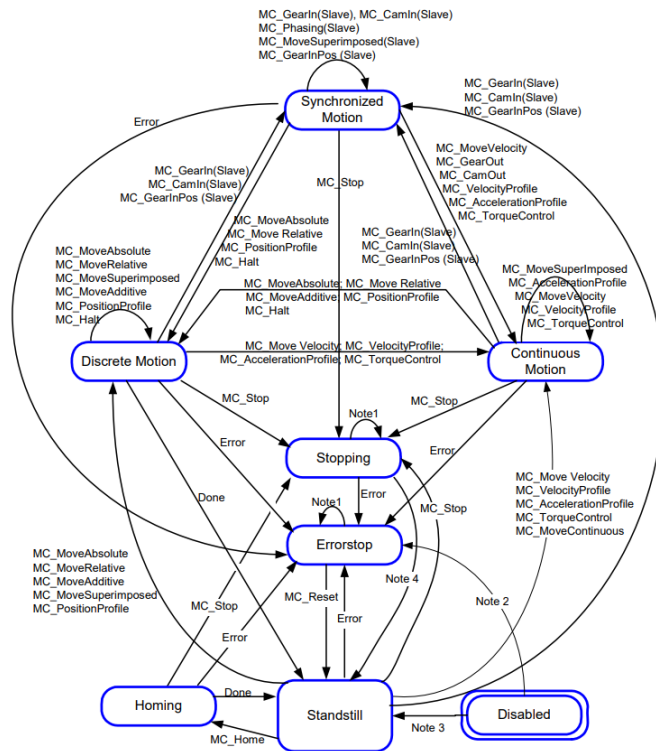 MC_GearIn(Slave), MC_CamIn(Slave)
MC_Phasing(Slave)
MC_MoveSuperimposed(Slave)
MC_GearInPos (Slave)
MC_GearIn(Slave)
MC_CamIn(Slave)
MC_GearInPos (Slave)
Synchronized
Motion
Error
MC_MoveVelocity
MC_GearOut
MC_CamOut
MC_VelocityProfile
MC_AccelerationProfile
MC_TorqueControl
MC_GearIn(Slave)
MC_CamIn(Slave)
MC_GearInPos (Slave)
MC_Stop
MC_MoveAbsolute
MC_Move Relative
MC_PositionProfile
MC_Halt
MC_GearIn(Slave)
MC_CamIn(Slave)
MC_GearInPos (Slave)
MC_MoveAbsolute
MC_MoveRelative
MC_MoveSuperimposed
MC_MoveAdditive
MC_PositionProfile
MC_Halt
MC_MoveAbsolute; MC_Move Relative
MC_MoveAdditive; MC_PositionProfile
MC_Halt
MC_MoveSuperImposed
MC_AccelerationProfile
MC_MoveVelocity
MC_VelocityProfile
MC_TorqueControl
Discrete Motion
MC_Move Velocity; MC_VelocityProfile;
MC_AccelerationProfile; MC_TorqueControl
Continuous
Motion
MC_Stop
Note1
MC_Stop
Error
Stopping
Error
Done
Note1
Error
MC_Stop
MC_Move Velocity
MC_VelocityProfile
MC_AccelerationProfile
MC_TorqueControl
MC_MoveContinuous
Errorstop
MC_MoveAbsolute
MC_MoveRelative
MC_MoveAdditive
MC_MoveSuperimposed
MC_PositionProfile
MC_Stop
MC_Reset
Note 4
Note 2
Error
Error
Homing
Done
Standstill
Disabled
Note 3
MC_Home